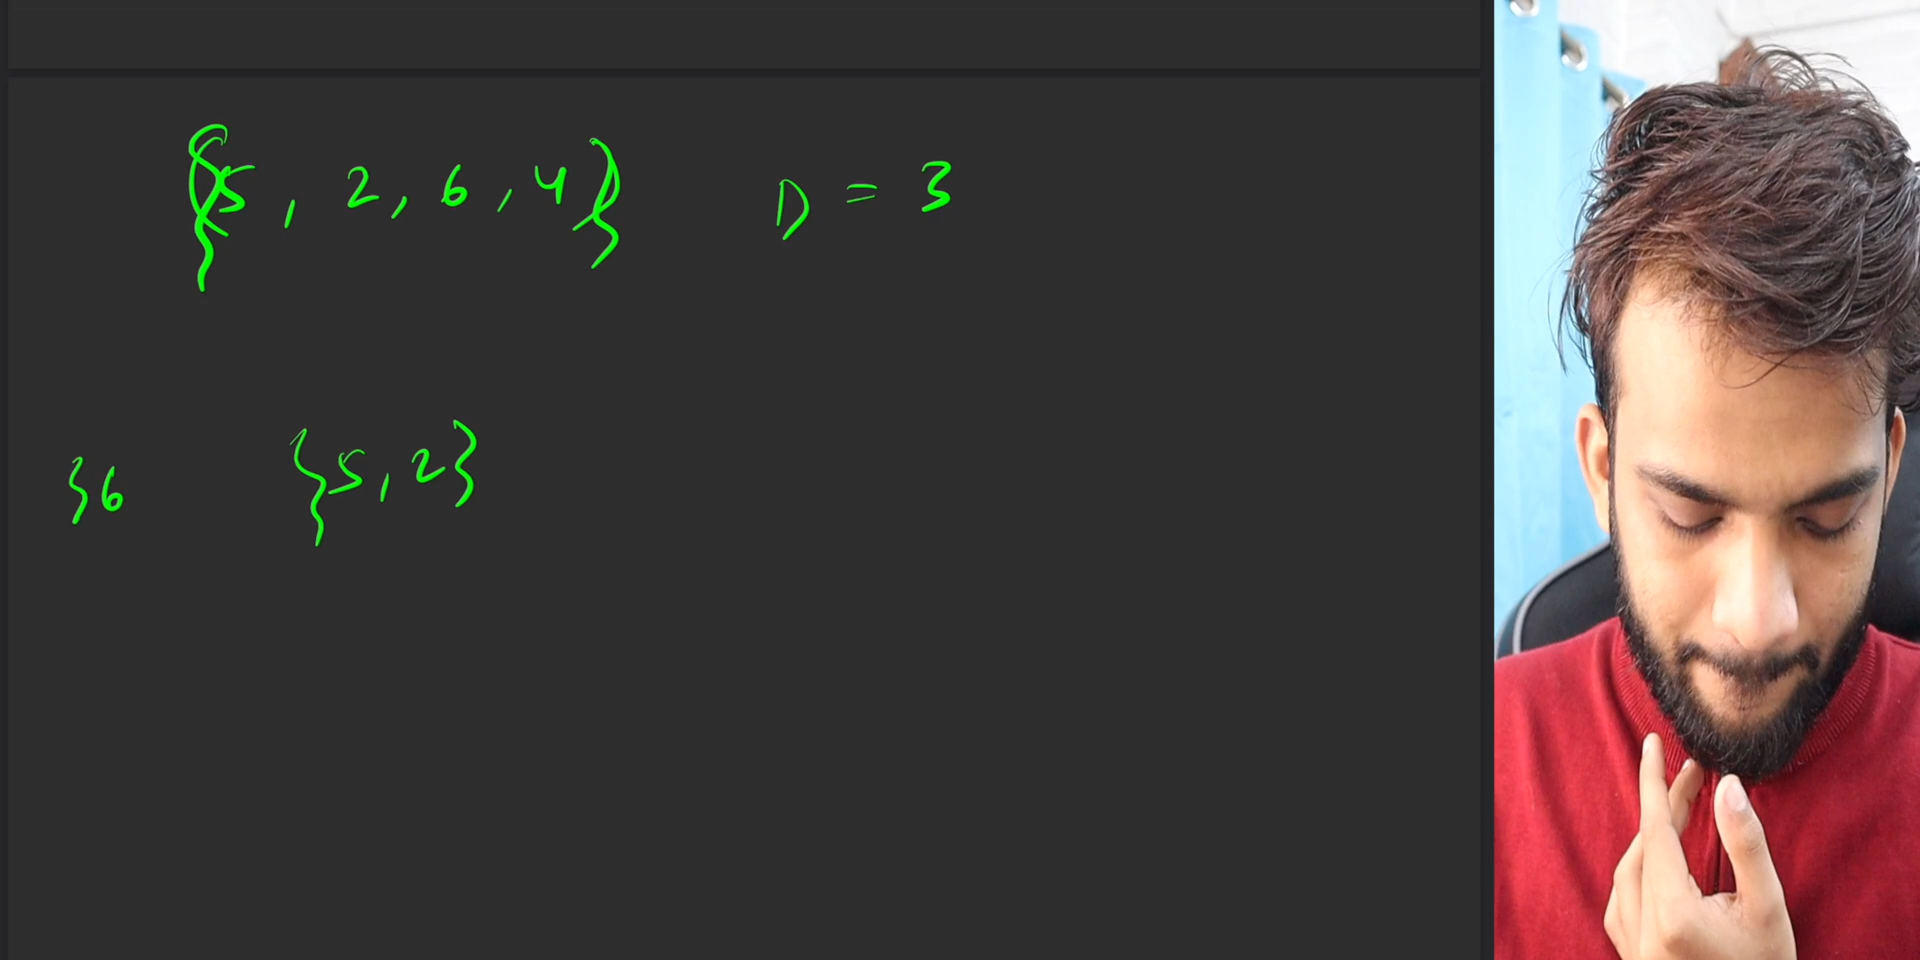 {5, 2, 6, 4} D = 3
{6 {5, 2}